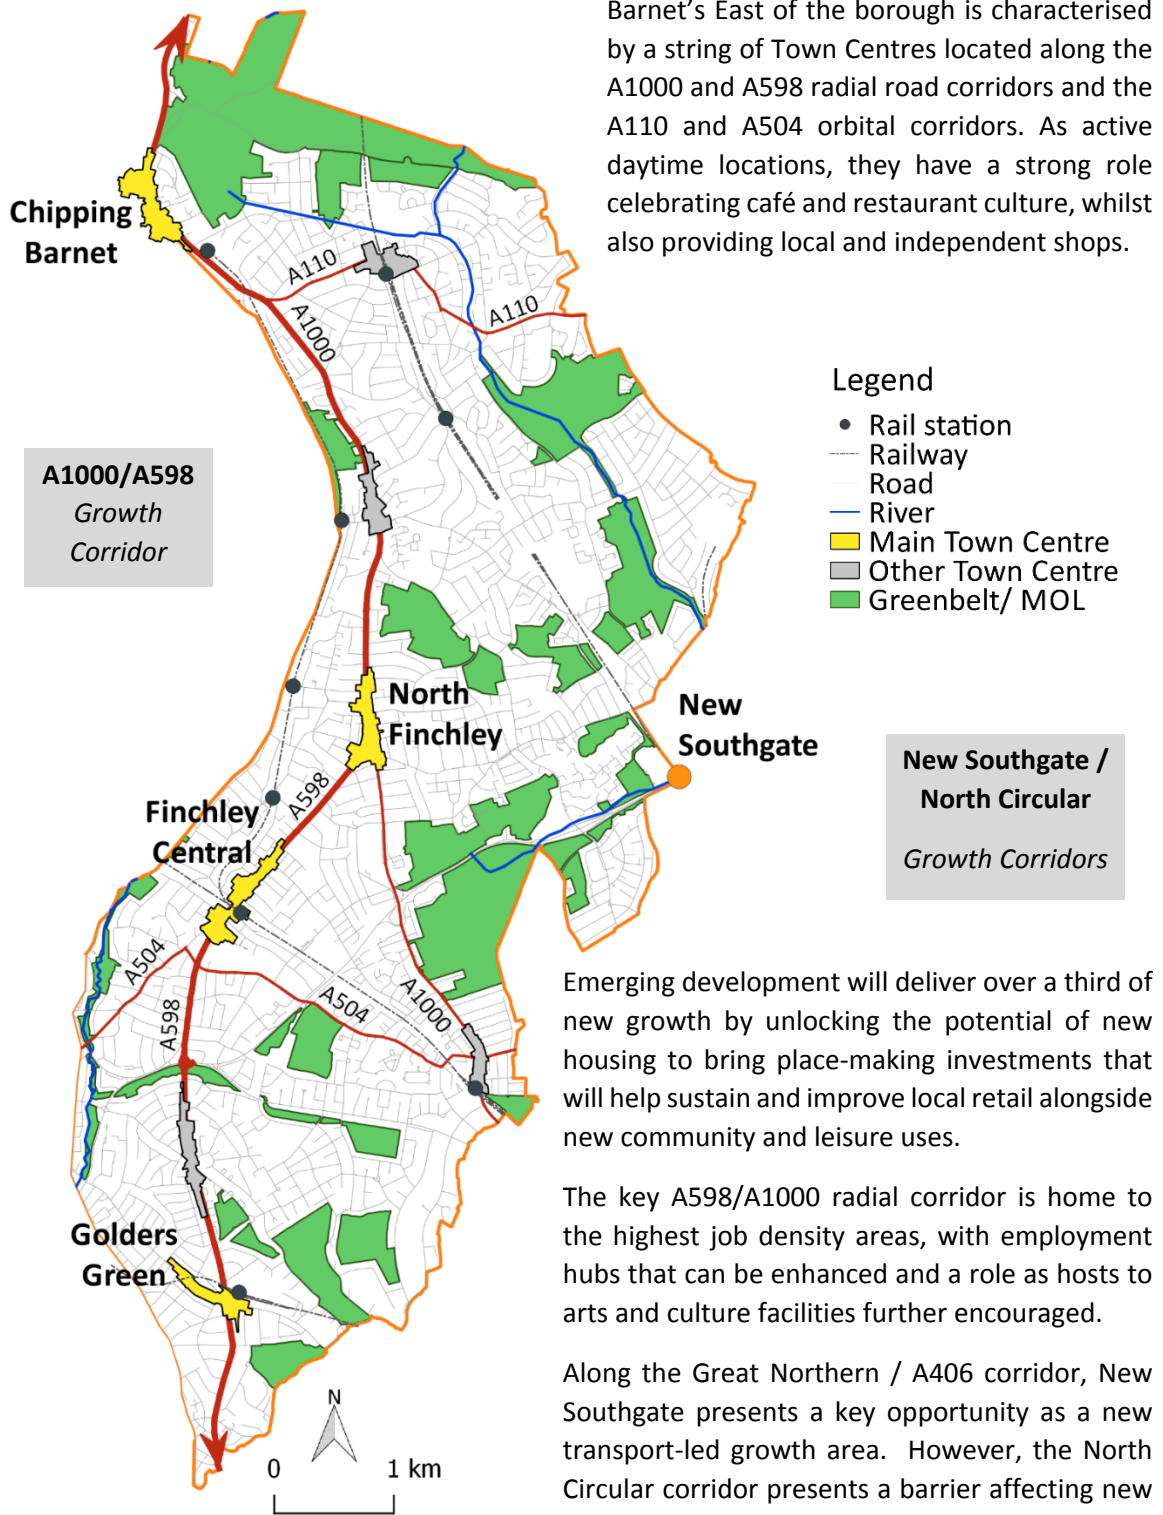 Barnet's East of the borough is characterised
by a string of Town Centres located along the
A1000 and A598 radial road corridors and the
A110 and A504 orbital corridors. As active
daytime locations, they have a strong role
celebrating café and restaurant culture, whilst
also providing local and independent shops.
Chipping
Barnet
A110
A1000
A110
Legend
Rail station
Railway
Road
River
Main Town Centre
Other Town Centre
Greenbelt/ MOL
A1000/A598
Growth
Corridor
North
Finchley
New
Southgate
New Southgate /
North Circular
Growth Corridors
A598
Finchley
Central
A504
A598
A504
A1000
Emerging development will deliver over a third of
new growth by unlocking the potential of new
housing to bring place-making investments that
will help sustain and improve local retail alongside
new community and leisure uses.
The key A598/A1000 radial corridor is home to
the highest job density areas, with employment
hubs that can be enhanced and a role as hosts to
arts and culture facilities further encouraged.
Golders
Green
Along the Great Northern / A406 corridor, New
Southgate presents a key opportunity as a new
transport-led growth area. However, the North
Circular corridor presents a barrier affecting new
N
0 1 km